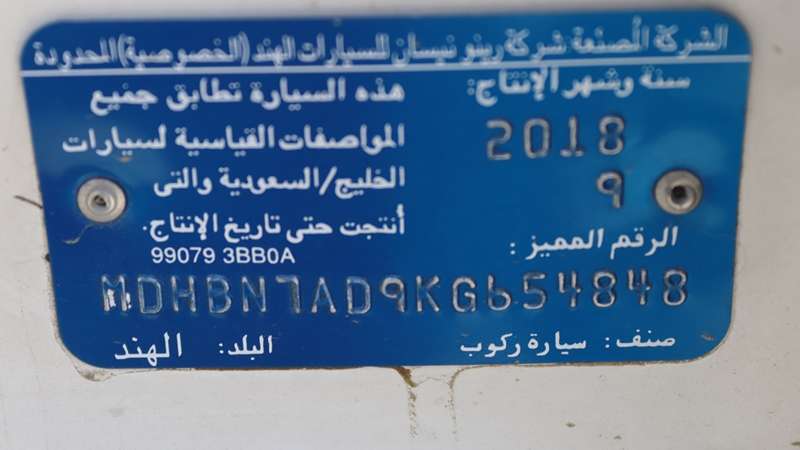 الشركة المصنعة شركة رينو نيسان للسيارات الهند (الخصوصية) المحدودة
سنة وشهر الإنتاج:
2018
9
هذه السيارة تطابق جميع
المواصفات القياسية لسيارات
الخليج/السعودية والتى
أنتجت حتى تاريخ الإنتاج.
99079 3BB0A
الرقم المميز :
MDHBN7AD9KG654848
صنف: سيارة ركوب
البلد: الهند